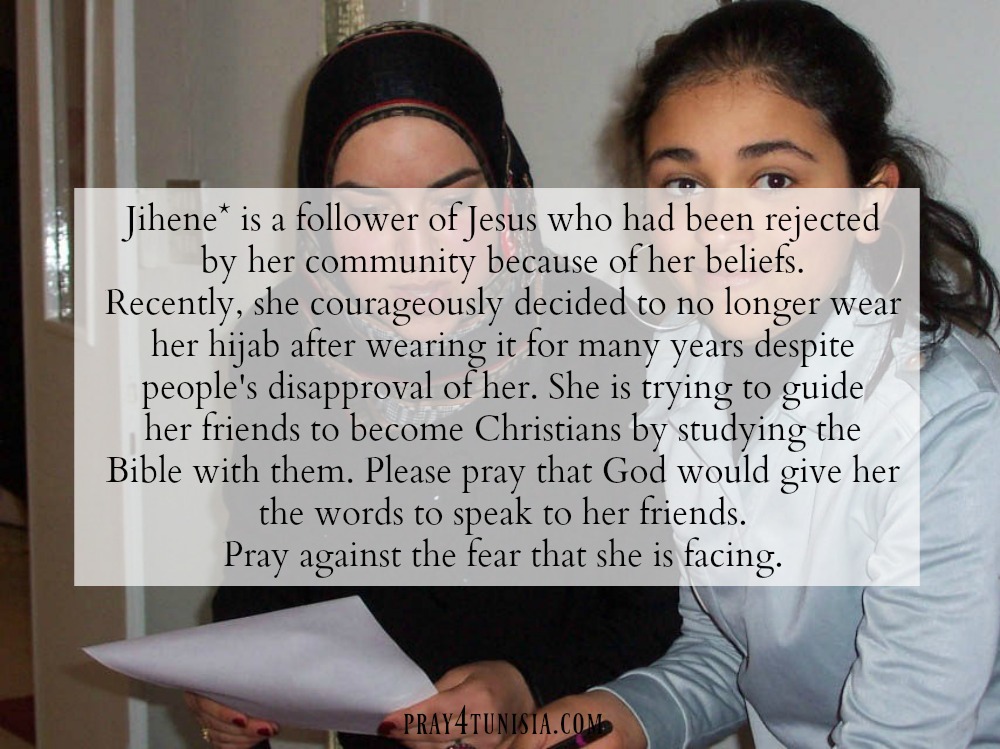 Jihene* is a follower of Jesus who had been rejected
by her community because of her beliefs.
Recently, she courageously decided to no longer wear
her hijab after wearing it for many years despite
people's disapproval of her. She is trying to guide
her friends to become Christians by studying the
Bible with them. Please pray that God would give her
the words to speak to her friends.
Pray against the fear that she is facing.
PRAY4TUNISIA.COM